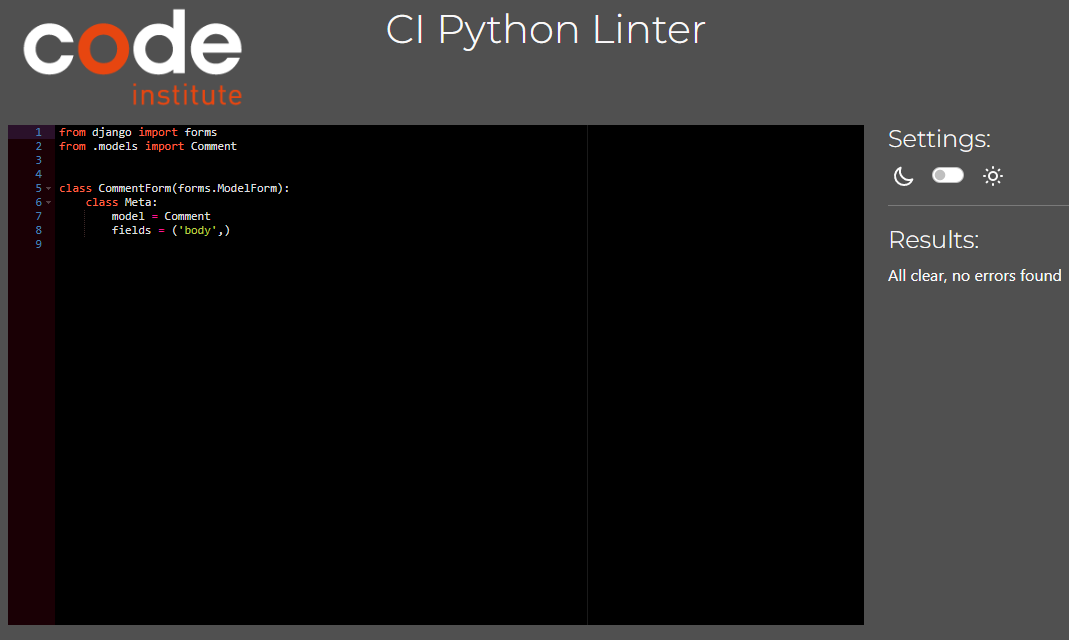 code
institute
CI Python Linter
1 from django import forms
2 from .models import Comment
3
4
5 class CommentForm(forms.ModelForm):
6     class Meta:
7         model = Comment
8         fields = ('body',)
9
Settings:
Results:
All clear, no errors found